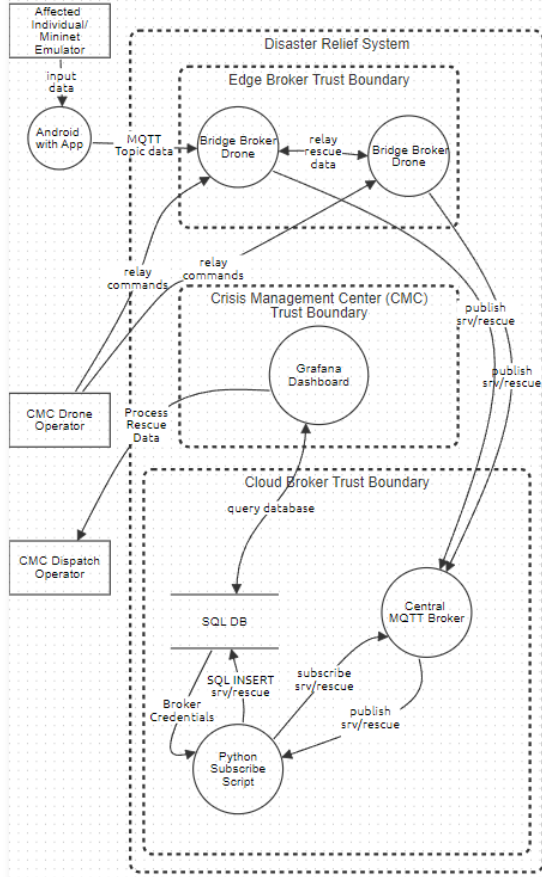 Affected Individual/
Mininet
Emulator
input
data
Android
with App
MQTT
Topic data
Disaster Relief System
Edge Broker Trust Boundary
Bridge Broker
Drone
relay
rescue
data
Bridge Broker
Drone
relay
commands
relay
commands
publish
srv/rescue
publish
srv/rescue
Crisis Management Center (CMC)
Trust Boundary
Grafana
Dashboard
CMC Drone
Operator
Process
Rescue
Data
CMC Dispatch
Operator
Cloud Broker Trust Boundary
query database
SQL DB
Central
MQTT Broker
Broker
Credentials
SQL INSERT
srv/rescue
subscribe
srv/rescue
publish
srv/rescue
Python
Subscribe
Script